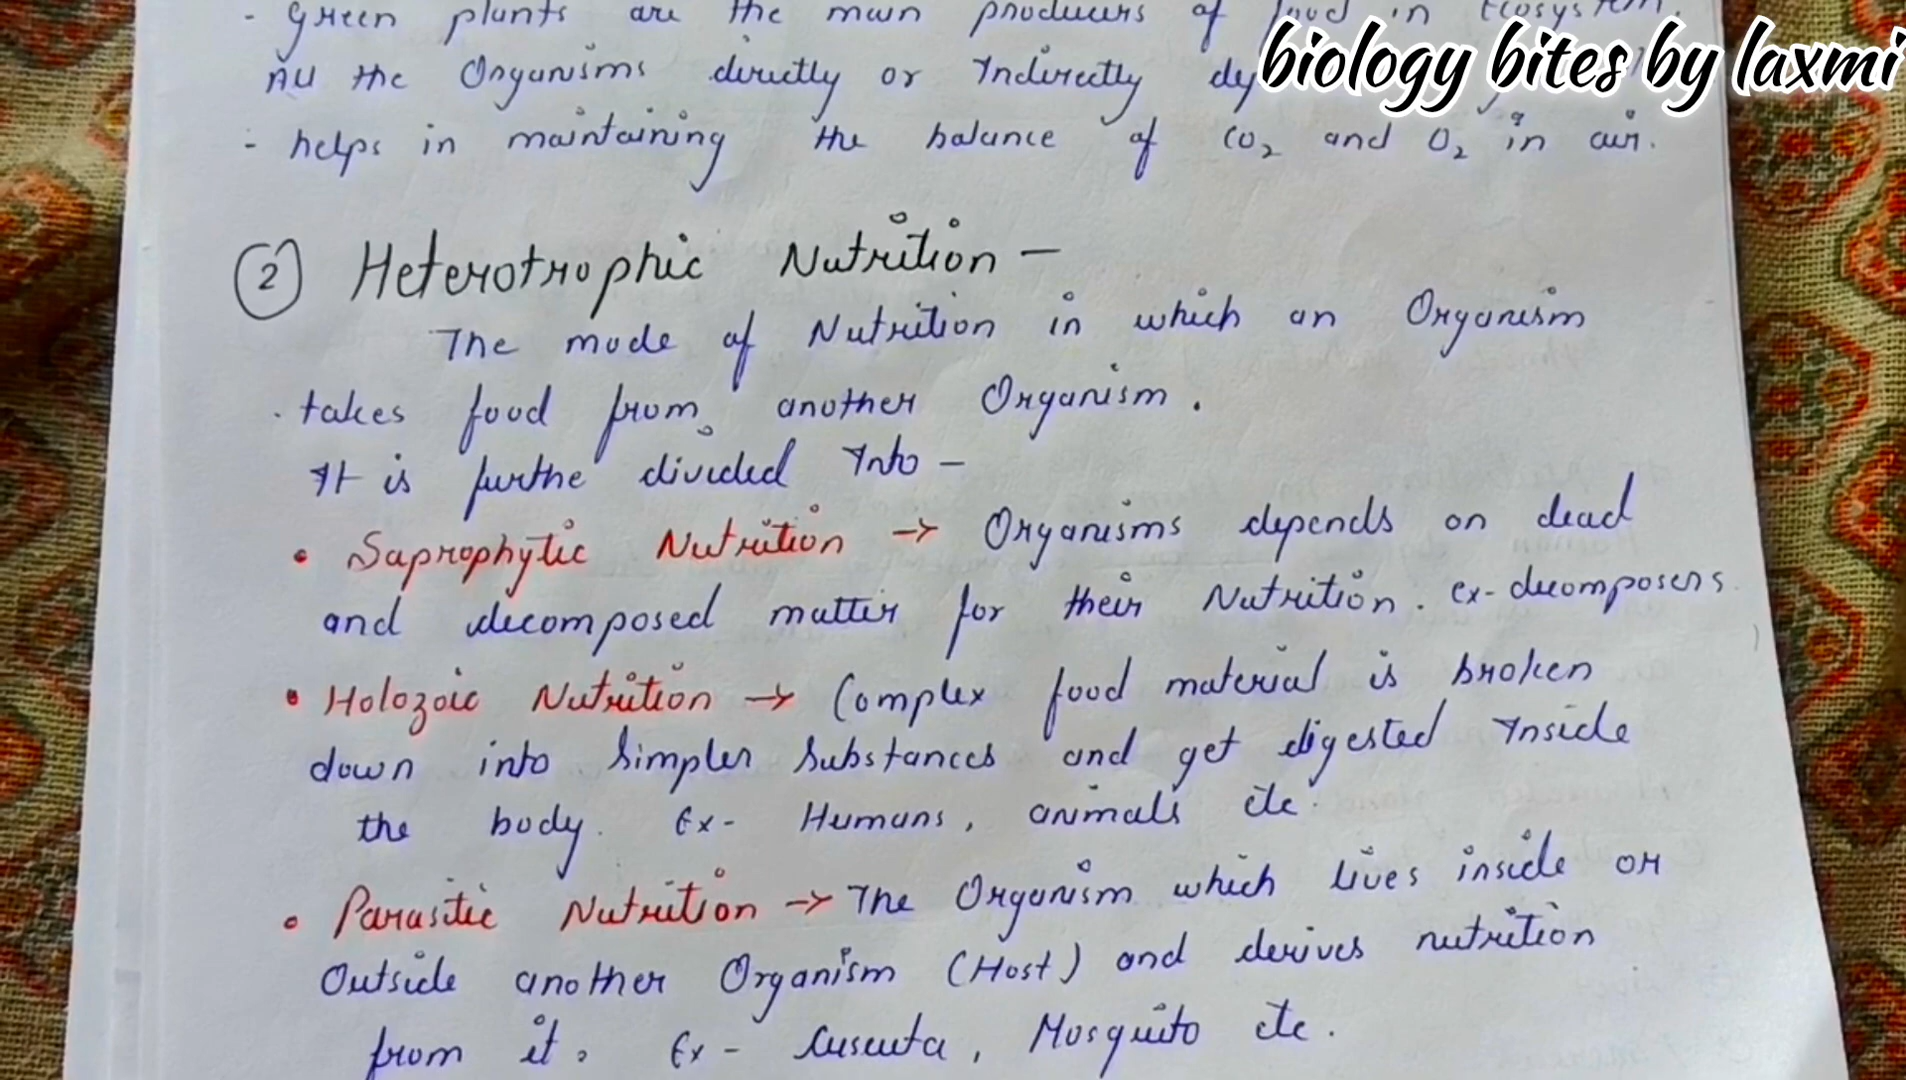 - Green plants are the main producers of food in Ecosystem.
All the Organisms directly or Indirectly
biology bites by laxmi
- helps in maintaining the balance of CO2 and O2 in air.
2 Heterotrophic Nutrition -
The mode of Nutrition in which an Organism
takes food from another Organism.
It is furthe divided Into -
• Saprophytic Nutrition → Organisms depends on dead
and decomposed matter for their Nutrition. ex- decomposers
• Holozoic Nutrition → Complex food material is broken
down into Simpler Substances and get digested Inside
the body. Ex- Humans, animals etc.
• Parasitic Nutrition → The Organism which lives inside or
Outside another Organism (Host) and derives nutrition
from it. Ex - Cuscuta, Mosquito etc.